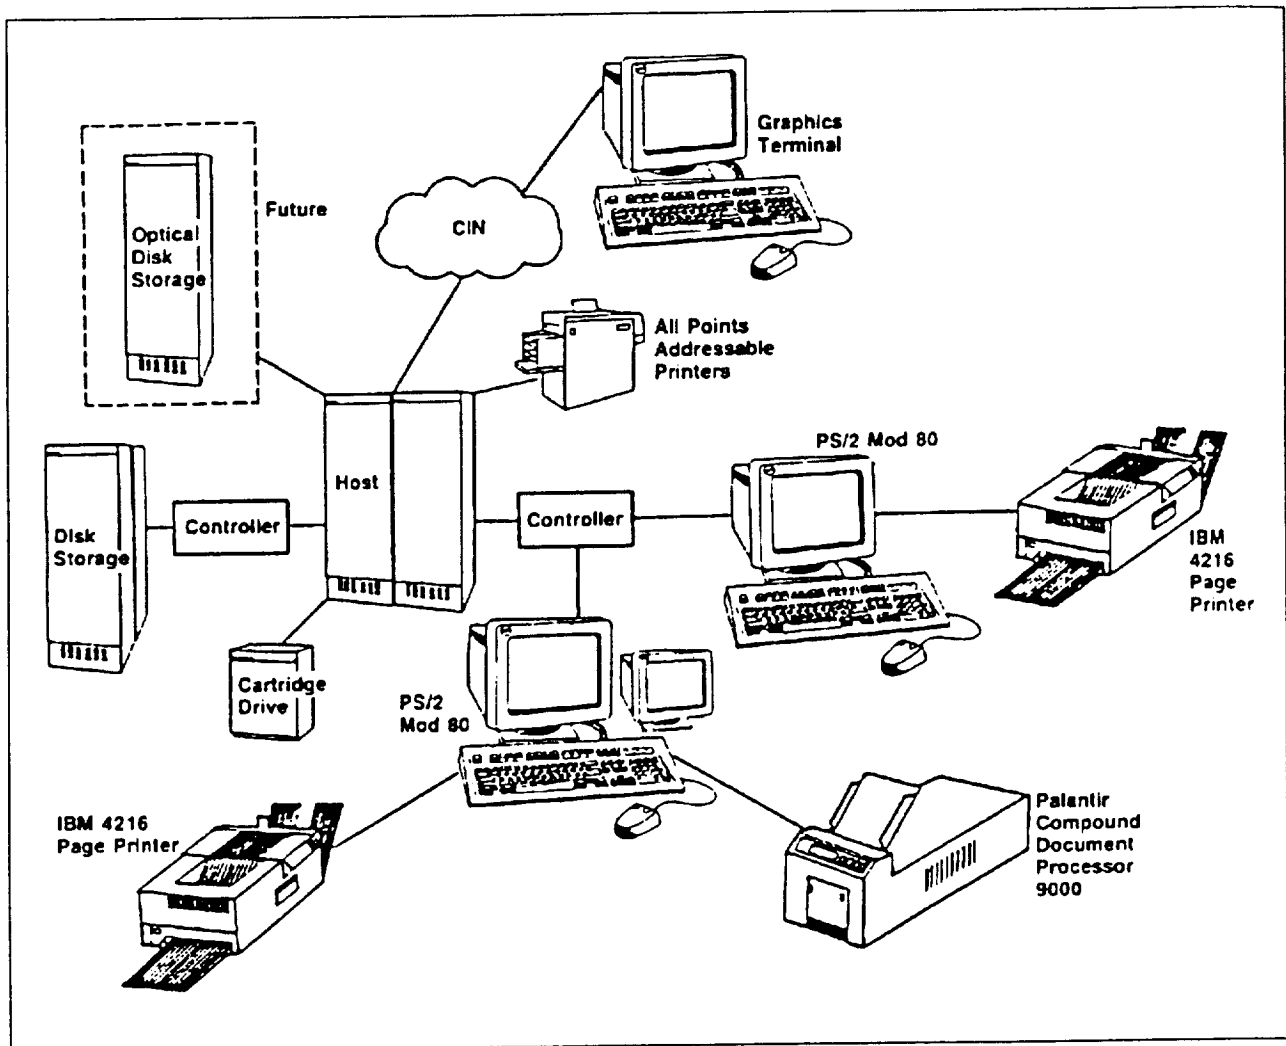 Graphics
Terminal
Future
CIN
Optical
Disk
Storage
All Points
Addressable
Printers
PS/2 Mod 80
Host
Controller
Controller
Disk
Storage
IBM
4216
Page
Printer
Cartridge
Drive
PS/2
Mod 80
IBM 4216
Page Printer
Palantir
Compound
Document
Processor
9000